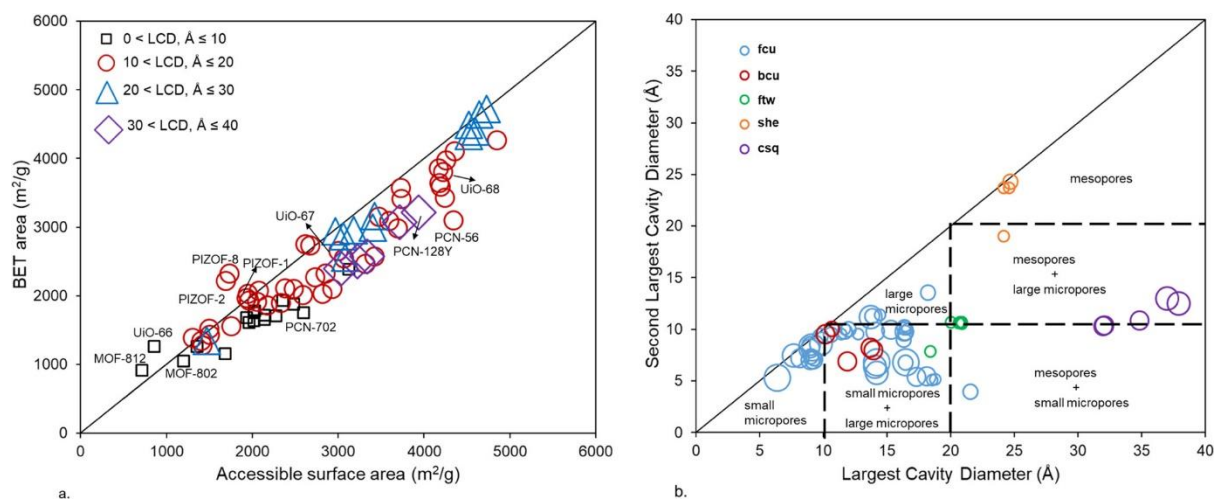 6000
5000
4000
3000
2000
1000
0
0 1000 2000 3000 4000 5000 6000
BET area (m²/g)
Accessible surface area (m²/g)
0 < LCD, Å ≤ 10
10 < LCD, Å ≤ 20
20 < LCD, Å ≤ 30
30 < LCD, Å ≤ 40
UiO-68
UiO-67
PCN-56
PCN-128Y
PIZOF-8
PIZOF-1
PIZOF-2
PCN-702
UiO-66
MOF-812
MOF-802
a.
40
35
30
25
20
15
10
5
0
0 5 10 15 20 25 30 35 40
Second Largest Cavity Diameter (Å)
Largest Cavity Diameter (Å)
fcu
bcu
ftw
she
csq
mesopores
mesopores
+
large micropores
large
micropores
small
micropores
small micropores
+
large micropores
mesopores
+
small micropores
b.